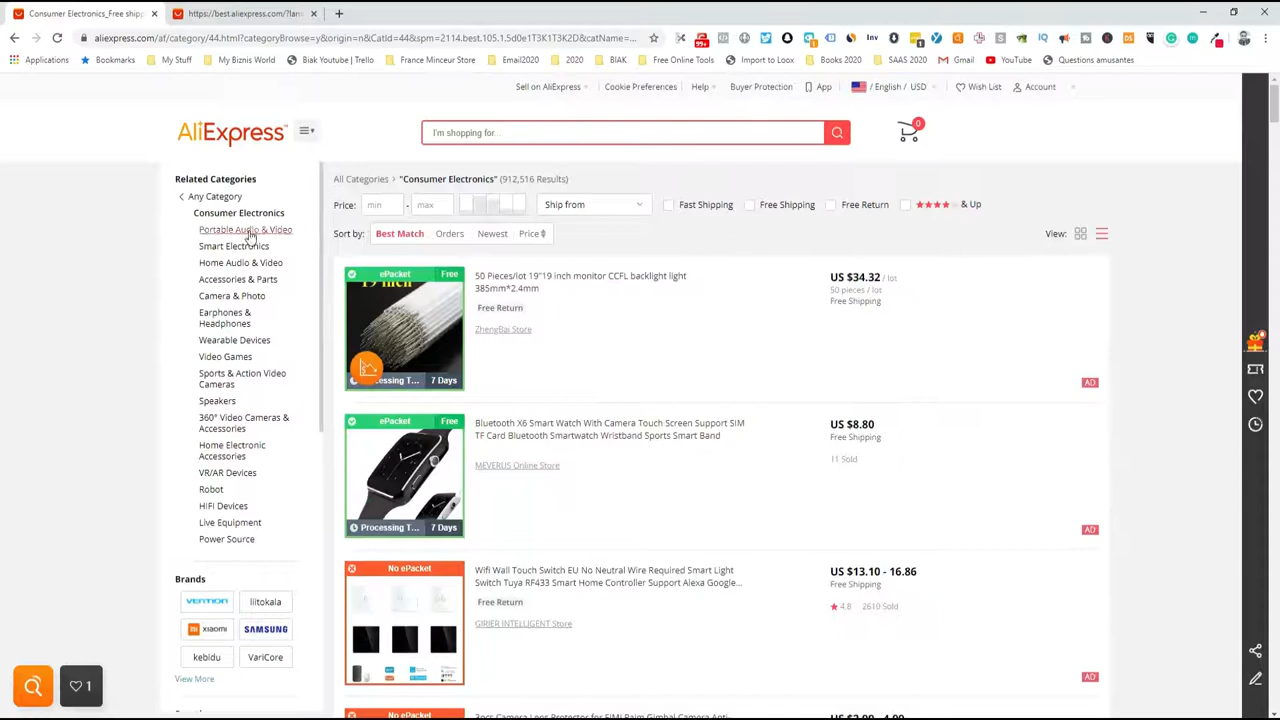 Consumer Electronics_Free ship
https://best.aliexpress.com/?lan
aliexpress.com/af/category/44.html?categoryBrowse=y&origin=n&CatId=44&spm=2114.best.105.1.5d0e1T3K1T3K2D&catName=...
Apps Bookmarks My Stuff My Biznis World Biak Youtube | Trello France Minceur Store Email2020 2020 BIAK Free Online Tools Import to Loox Books 2020 SAAS 2020 Gmail YouTube Questions amusantes
Sell on AliExpress Cookie Preferences Help Buyer Protection App / English / USD Wish List Account
AliExpress™
I'm shopping for...
0
Related Categories
< Any Category
Consumer Electronics
Portable Audio & Video
Smart Electronics
Home Audio & Video
Accessories & Parts
Camera & Photo
Earphones &
Headphones
Wearable Devices
Video Games
Sports & Action Video
Cameras
Speakers
360° Video Cameras &
Accessories
Home Electronic
Accessories
VR/AR Devices
Robot
HIFI Devices
Live Equipment
Power Source
Brands
VENTION liitokala
mi xiaomi SAMSUNG
kebidu VariCore
View More
1
All Categories > "Consumer Electronics" (912,516 Results)
Price: min - max Ship from Fast Shipping Free Shipping Free Return & Up
Sort by: Best Match Orders Newest Price
View:
ePacket Free
19 inch
Processing T... 7 Days
50 Pieces/lot 19"19 inch monitor CCFL backlight light
385mm*2.4mm
Free Return
ZhengBai Store
US $34.32 / lot
50 pieces / lot
Free Shipping
AD
ePacket Free
Processing T... 7 Days
Bluetooth X6 Smart Watch With Camera Touch Screen Support SIM
TF Card Bluetooth Smartwatch Wristband Sports Smart Band
MEVERUS Online Store
US $8.80
Free Shipping
11 Sold
AD
No ePacket
Wifi Wall Touch Switch EU No Neutral Wire Required Smart Light
Switch Tuya RF433 Smart Home Controller Support Alexa Google...
Free Return
GIRIER INTELLIGENT Store
US $13.10 - 16.86
Free Shipping
4.8 2610 Sold
AD
No ePacket